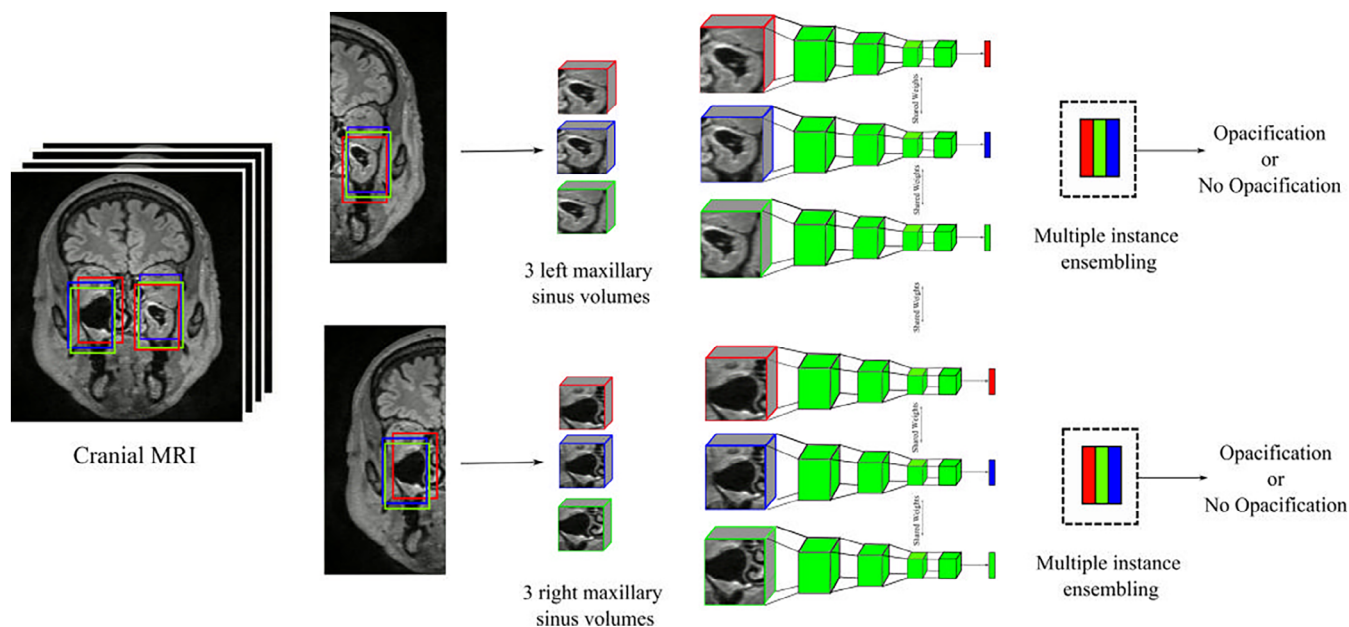 Cranial MRI
3 left maxillary
sinus volumes
Shared Weights
Shared Weights
Shared Weights
Multiple instance
ensembling
Opacification
or
No Opacification
3 right maxillary
sinus volumes
Shared Weights
Shared Weights
Multiple instance
ensembling
Opacification
or
No Opacification